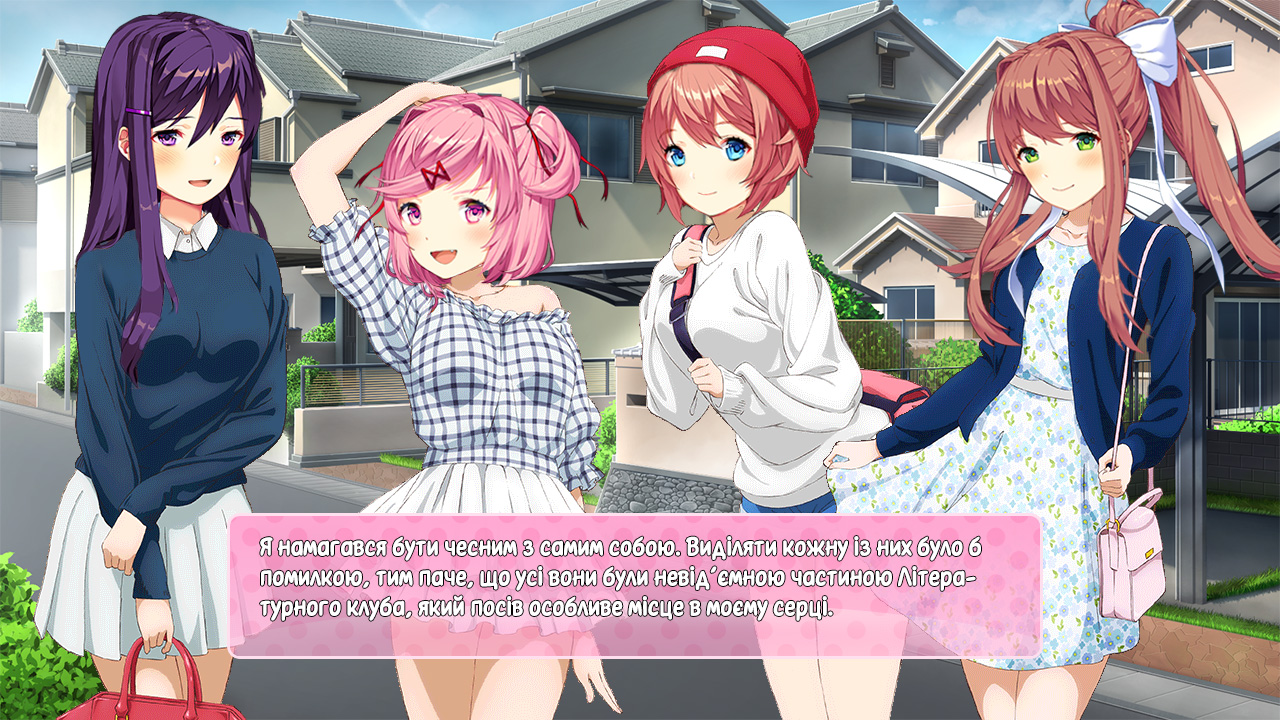 Я намагався бути чесним з самим собою. Виділяти кожну із них було б
помилкою, тим паче, що усі вони були невід´ємною частиною Літера-
турного клуба, який посів особливе місце в моєму серці.